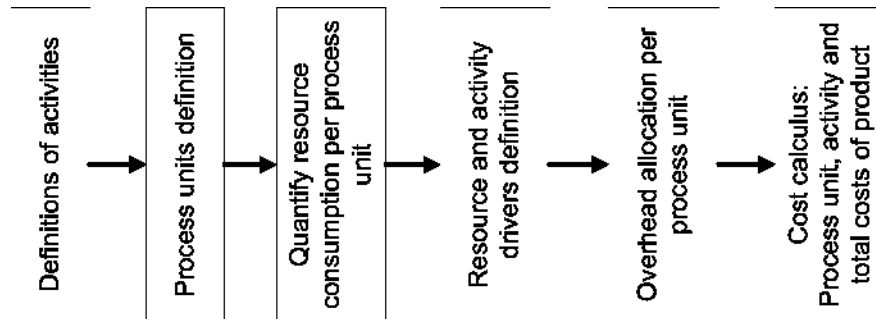 Definitions of activities
Process units definition
Quantify resource
consumption per process
unit
Resource and activity
drivers definition
Overhead allocation per
process unit
Cost calculus:
Process unit, activity and
total costs of product